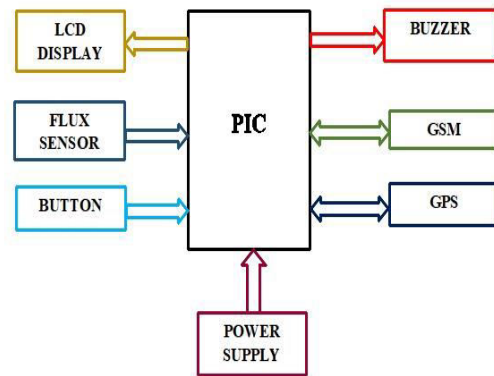 LCD
DISPLAY
BUZZER
FLUX
SENSOR
PIC
GSM
BUTTON
GPS
POWER
SUPPLY